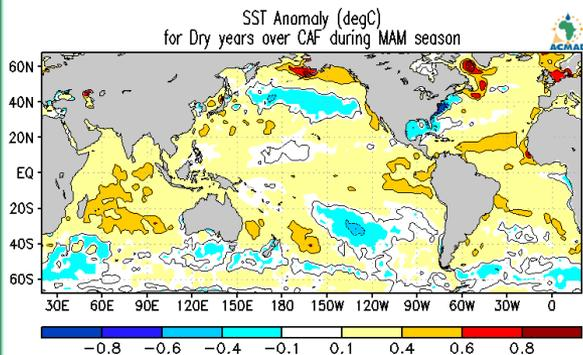 SST Anomaly (degC)
for Dry years over CAF during MAM season
ACMAD
60N
40N
20N
EQ
20S
40S
60S
30E 60E 90E 120E 150E 180 150W 120W 90W 60W 30W 0
-0.8 -0.6 -0.4 -0.1 0.1 0.4 0.6 0.8